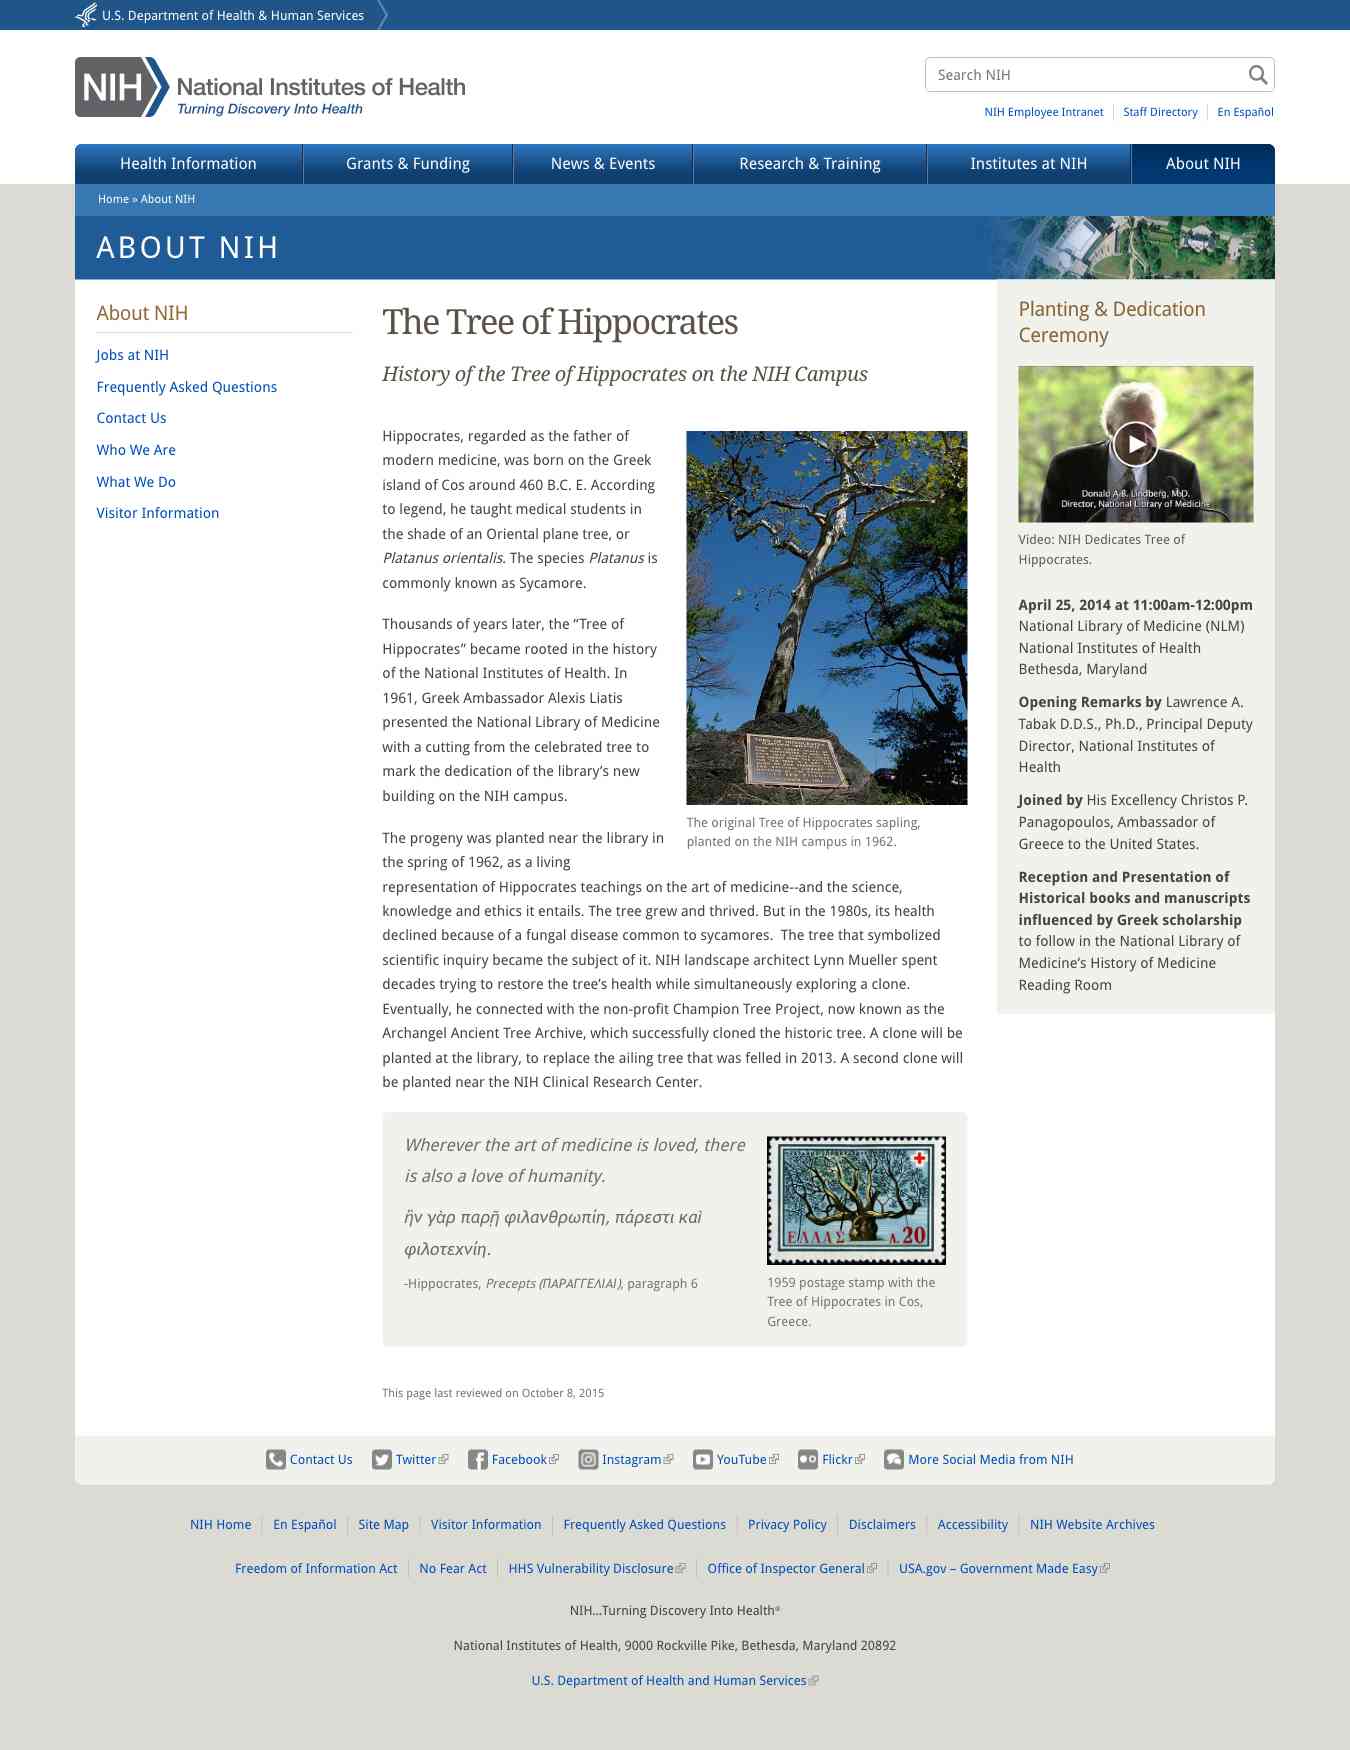 U.S. Department of Health & Human Services
NIH National Institutes of Health
Turning Discovery Into Health
Search NIH
NIH Employee Intranet
Staff Directory
En Español
Health Information
Grants & Funding
News & Events
Research & Training
Institutes at NIH
About NIH
Home » About NIH
ABOUT NIH
About NIH
Jobs at NIH
Frequently Asked Questions
Contact Us
Who We Are
What We Do
Visitor Information
The Tree of Hippocrates
History of the Tree of Hippocrates on the NIH Campus
Hippocrates, regarded as the father of
modern medicine, was born on the Greek
island of Cos around 460 B.C. E. According
to legend, he taught medical students in
the shade of an Oriental plane tree, or
Platanus orientalis. The species Platanus is
commonly known as Sycamore.
Thousands of years later, the “Tree of
Hippocrates” became rooted in the history
of the National Institutes of Health. In
1961, Greek Ambassador Alexis Liatis
presented the National Library of Medicine
with a cutting from the celebrated tree to
mark the dedication of the library’s new
building on the NIH campus.
The original Tree of Hippocrates sapling,
planted on the NIH campus in 1962.
The progeny was planted near the library in
the spring of 1962, as a living
representation of Hippocrates teachings on the art of medicine--and the science,
knowledge and ethics it entails. The tree grew and thrived. But in the 1980s, its health
declined because of a fungal disease common to sycamores.  The tree that symbolized
scientific inquiry became the subject of it. NIH landscape architect Lynn Mueller spent
decades trying to restore the tree’s health while simultaneously exploring a clone.
Eventually, he connected with the non-profit Champion Tree Project, now known as the
Archangel Ancient Tree Archive, which successfully cloned the historic tree. A clone will be
planted at the library, to replace the ailing tree that was felled in 2013. A second clone will
be planted near the NIH Clinical Research Center.
Wherever the art of medicine is loved, there
is also a love of humanity.
ἢν γὰρ παρῇ φιλανθρωπίη, πάρεστι καὶ
φιλοτεχνίη.
-Hippocrates, Precepts (ΠΑΡΑΓΓΕΛΙΑΙ), paragraph 6
ΕΛΛΑΣ Λ.20
1959 postage stamp with the
Tree of Hippocrates in Cos,
Greece.
This page last reviewed on October 8, 2015
Planting & Dedication
Ceremony
Donald A.B. Lindberg, M.D.
Director, National Library of Medicine
Video: NIH Dedicates Tree of
Hippocrates.
April 25, 2014 at 11:00am-12:00pm
National Library of Medicine (NLM)
National Institutes of Health
Bethesda, Maryland
Opening Remarks by Lawrence A.
Tabak D.D.S., Ph.D., Principal Deputy
Director, National Institutes of
Health
Joined by His Excellency Christos P.
Panagopoulos, Ambassador of
Greece to the United States.
Reception and Presentation of
Historical books and manuscripts
influenced by Greek scholarship
to follow in the National Library of
Medicine’s History of Medicine
Reading Room
Contact Us
Twitter
Facebook
Instagram
YouTube
Flickr
More Social Media from NIH
NIH Home
En Español
Site Map
Visitor Information
Frequently Asked Questions
Privacy Policy
Disclaimers
Accessibility
NIH Website Archives
Freedom of Information Act
No Fear Act
HHS Vulnerability Disclosure
Office of Inspector General
USA.gov – Government Made Easy
NIH…Turning Discovery Into Health®
National Institutes of Health, 9000 Rockville Pike, Bethesda, Maryland 20892
U.S. Department of Health and Human Services